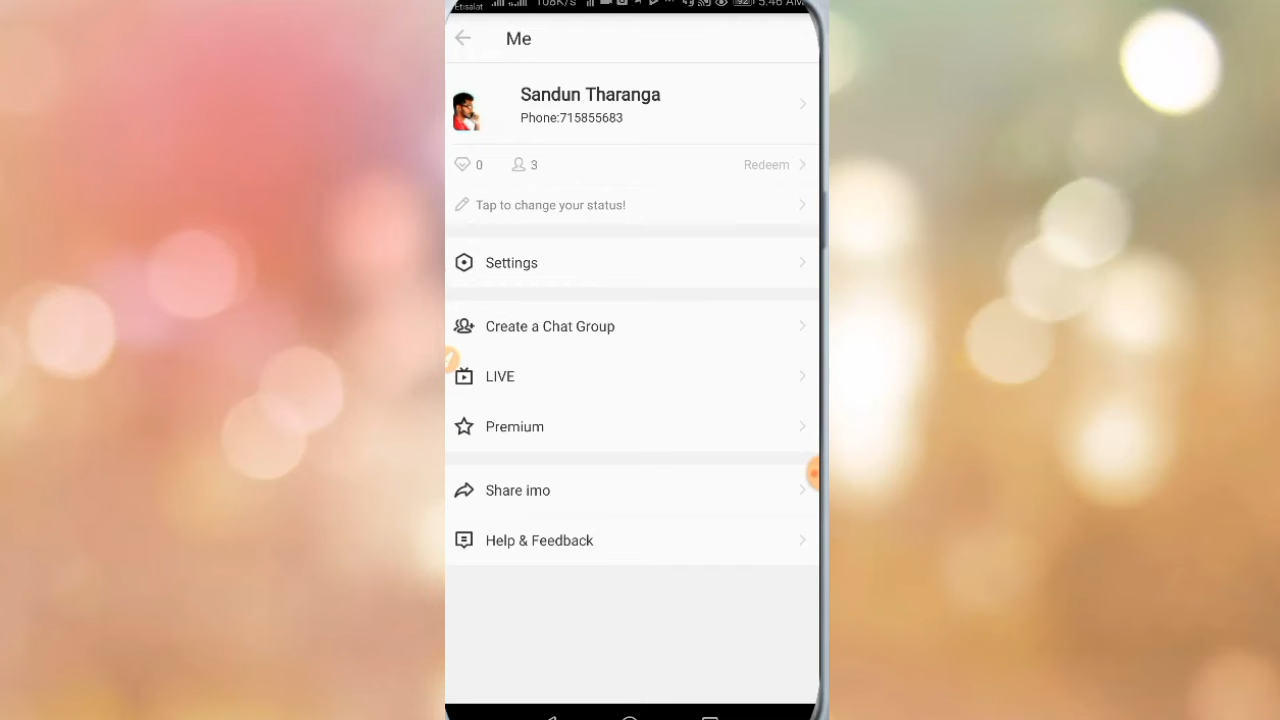 Etisalat 108K/s 92 5:46 AM
Me
Sandun Tharanga
Phone:715855683
0 3 Redeem
Tap to change your status!
Settings
Create a Chat Group
LIVE
Premium
Share imo
Help & Feedback